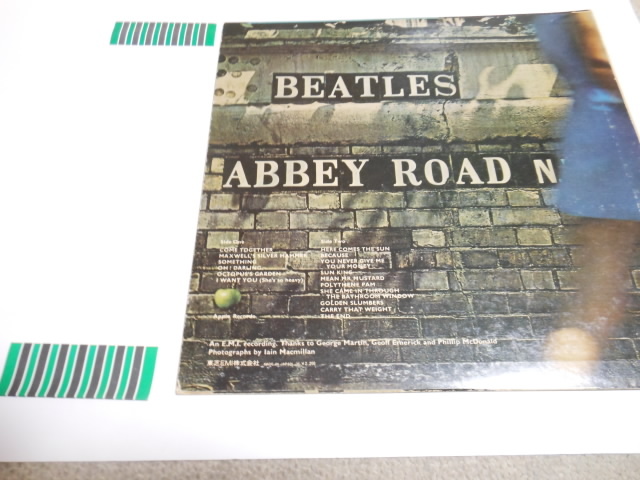 BEATLES
ABBEY ROAD N
Side One
COME TOGETHER
MAXWELL'S SILVER HAMMER
SOMETHING
OH! DARLING
OCTOPUS'S GARDEN
I WANT YOU (She's so heavy)
Side Two
HERE COMES THE SUN
BECAUSE
YOU NEVER GIVE ME
YOUR MONEY
SUN KING
MEAN MR MUSTARD
POLYTHENE PAM
SHE CAME IN THROUGH
THE BATHROOM WINDOW
GOLDEN SLUMBERS
CARRY THAT WEIGHT
THE END
Apple Records
An E.M.I. recording. Thanks to George Martin, Geoff Emerick and Phillip McDonald
Photographs by Iain Macmillan
東芝EMI株式会社